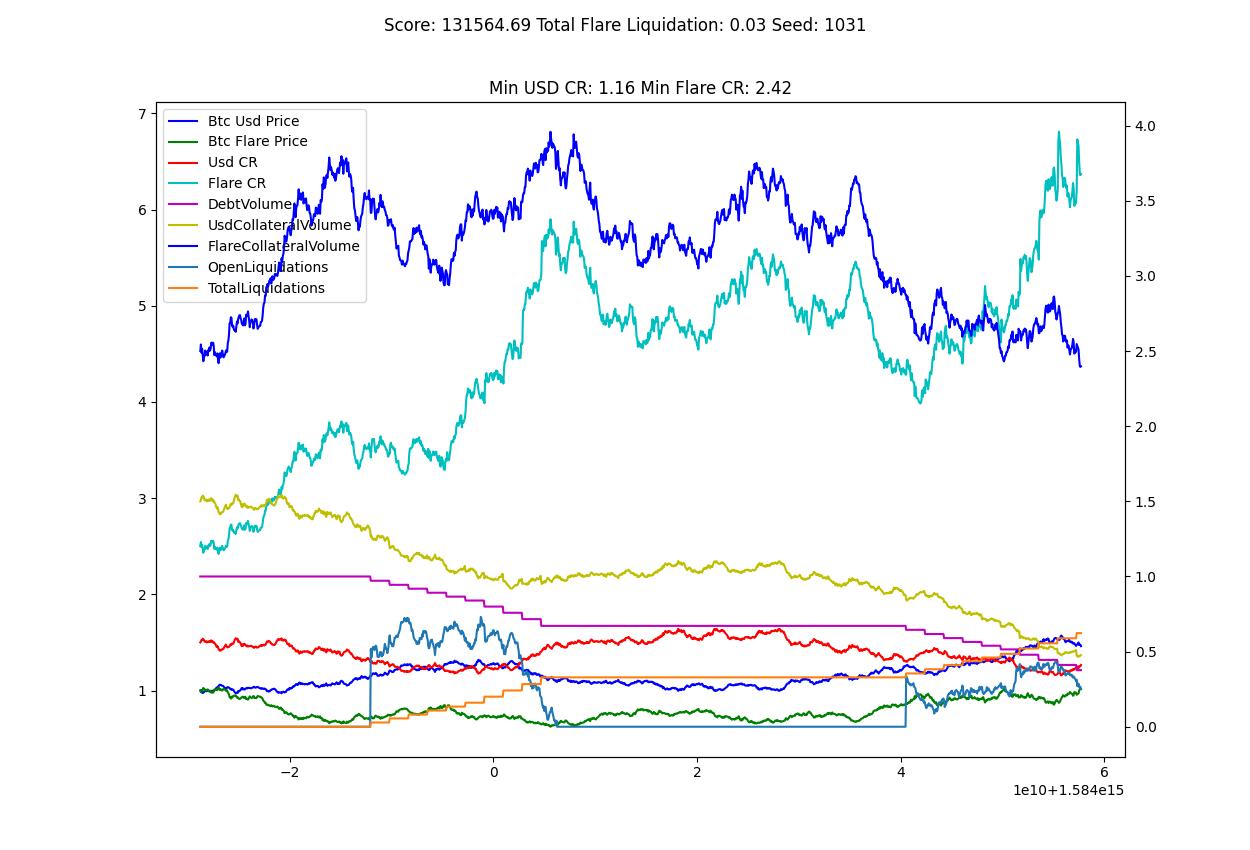 Score: 131564.69 Total Flare Liquidation: 0.03 Seed: 1031
Min USD CR: 1.16 Min Flare CR: 2.42
Btc Usd Price
Btc Flare Price
Usd CR
Flare CR
DebtVolume
UsdCollateralVolume
FlareCollateralVolume
OpenLiquidations
TotalLiquidations
7
6
5
4
3
2
1
4.0
3.5
3.0
2.5
2.0
1.5
1.0
0.5
0.0
−2
0
2
4
6
1e10+1.584e15